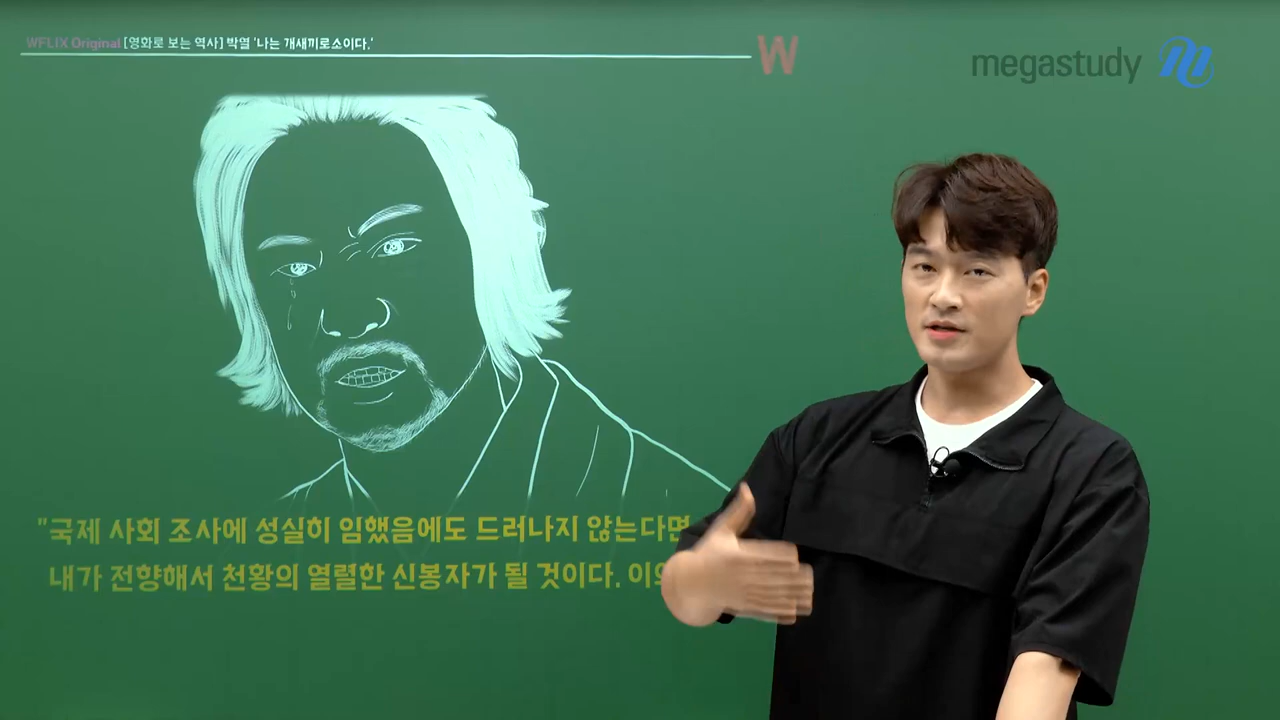 WFLIX Original [영화로 보는 역사] 박열 '나는 개새끼로소이다.'
W
megastudy
"국제 사회 조사에 성실히 임했음에도 드러나지 않는다면
내가 전향해서 천황의 열렬한 신봉자가 될 것이다.